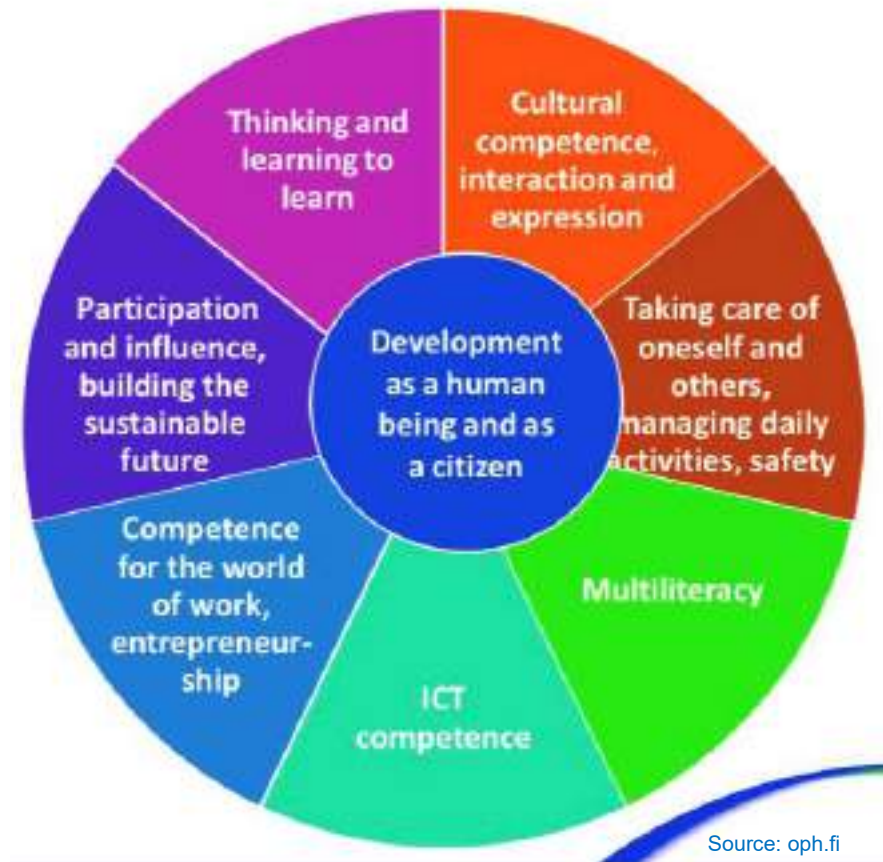 Thinking and
learning to
learn
Cultural
competence,
interaction and
expression
Participation
and influence,
building the
sustainable
future
Development
as a human
being and as
a citizen
Taking care of
oneself and
others,
managing daily
activities, safety
Competence
for the world
of work,
entrepreneur-
ship
ICT
competence
Multiliteracy
Source: oph.fi